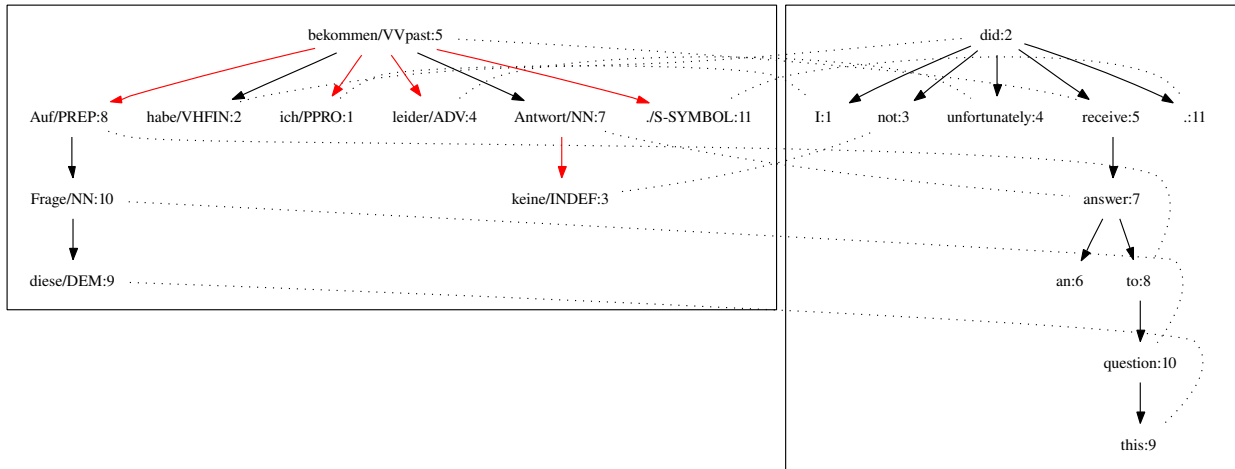 bekommen/VVpast:5
Auf/PREP:8 habe/VHFIN:2 ich/PPRO:1 leider/ADV:4 Antwort/NN:7 ./S-SYMBOL:11
Frage/NN:10 keine/INDEF:3
diese/DEM:9
did:2
I:1 not:3 unfortunately:4 receive:5 .:11
answer:7
an:6 to:8
question:10
this:9